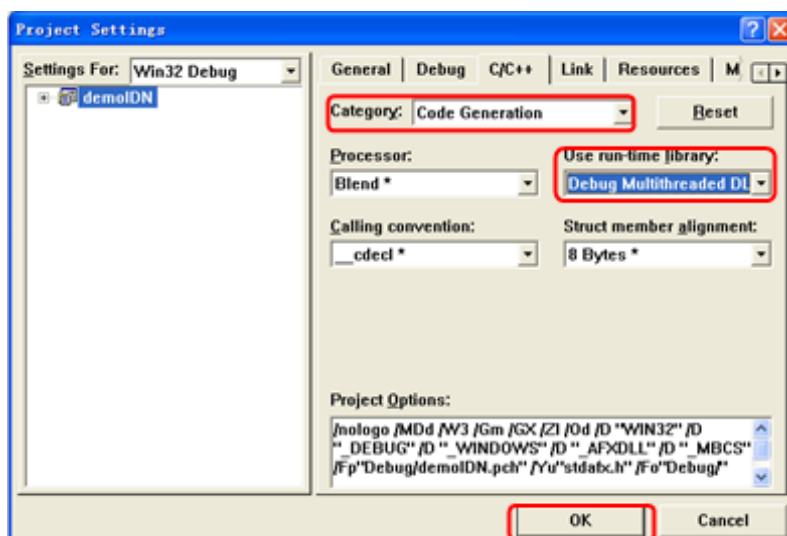 Project Settings
Settings For: Win32 Debug
demoIDN
General Debug C/C++ Link Resources M
Category: Code Generation Reset
Processor: Use run-time library:
Blend * Debug Multithreaded DL
Calling convention: Struct member alignment:
__cdecl * 8 Bytes *
Project Options:
/nologo /MDd /W3 /Gm /GX /ZI /Od /D "WIN32" /D
"_DEBUG" /D "_WINDOWS" /D "_AFXDLL" /D "_MBCS"
/Fp"Debug/demoIDN.pch" /Yu"stdafx.h" /Fo"Debug/"
OK Cancel